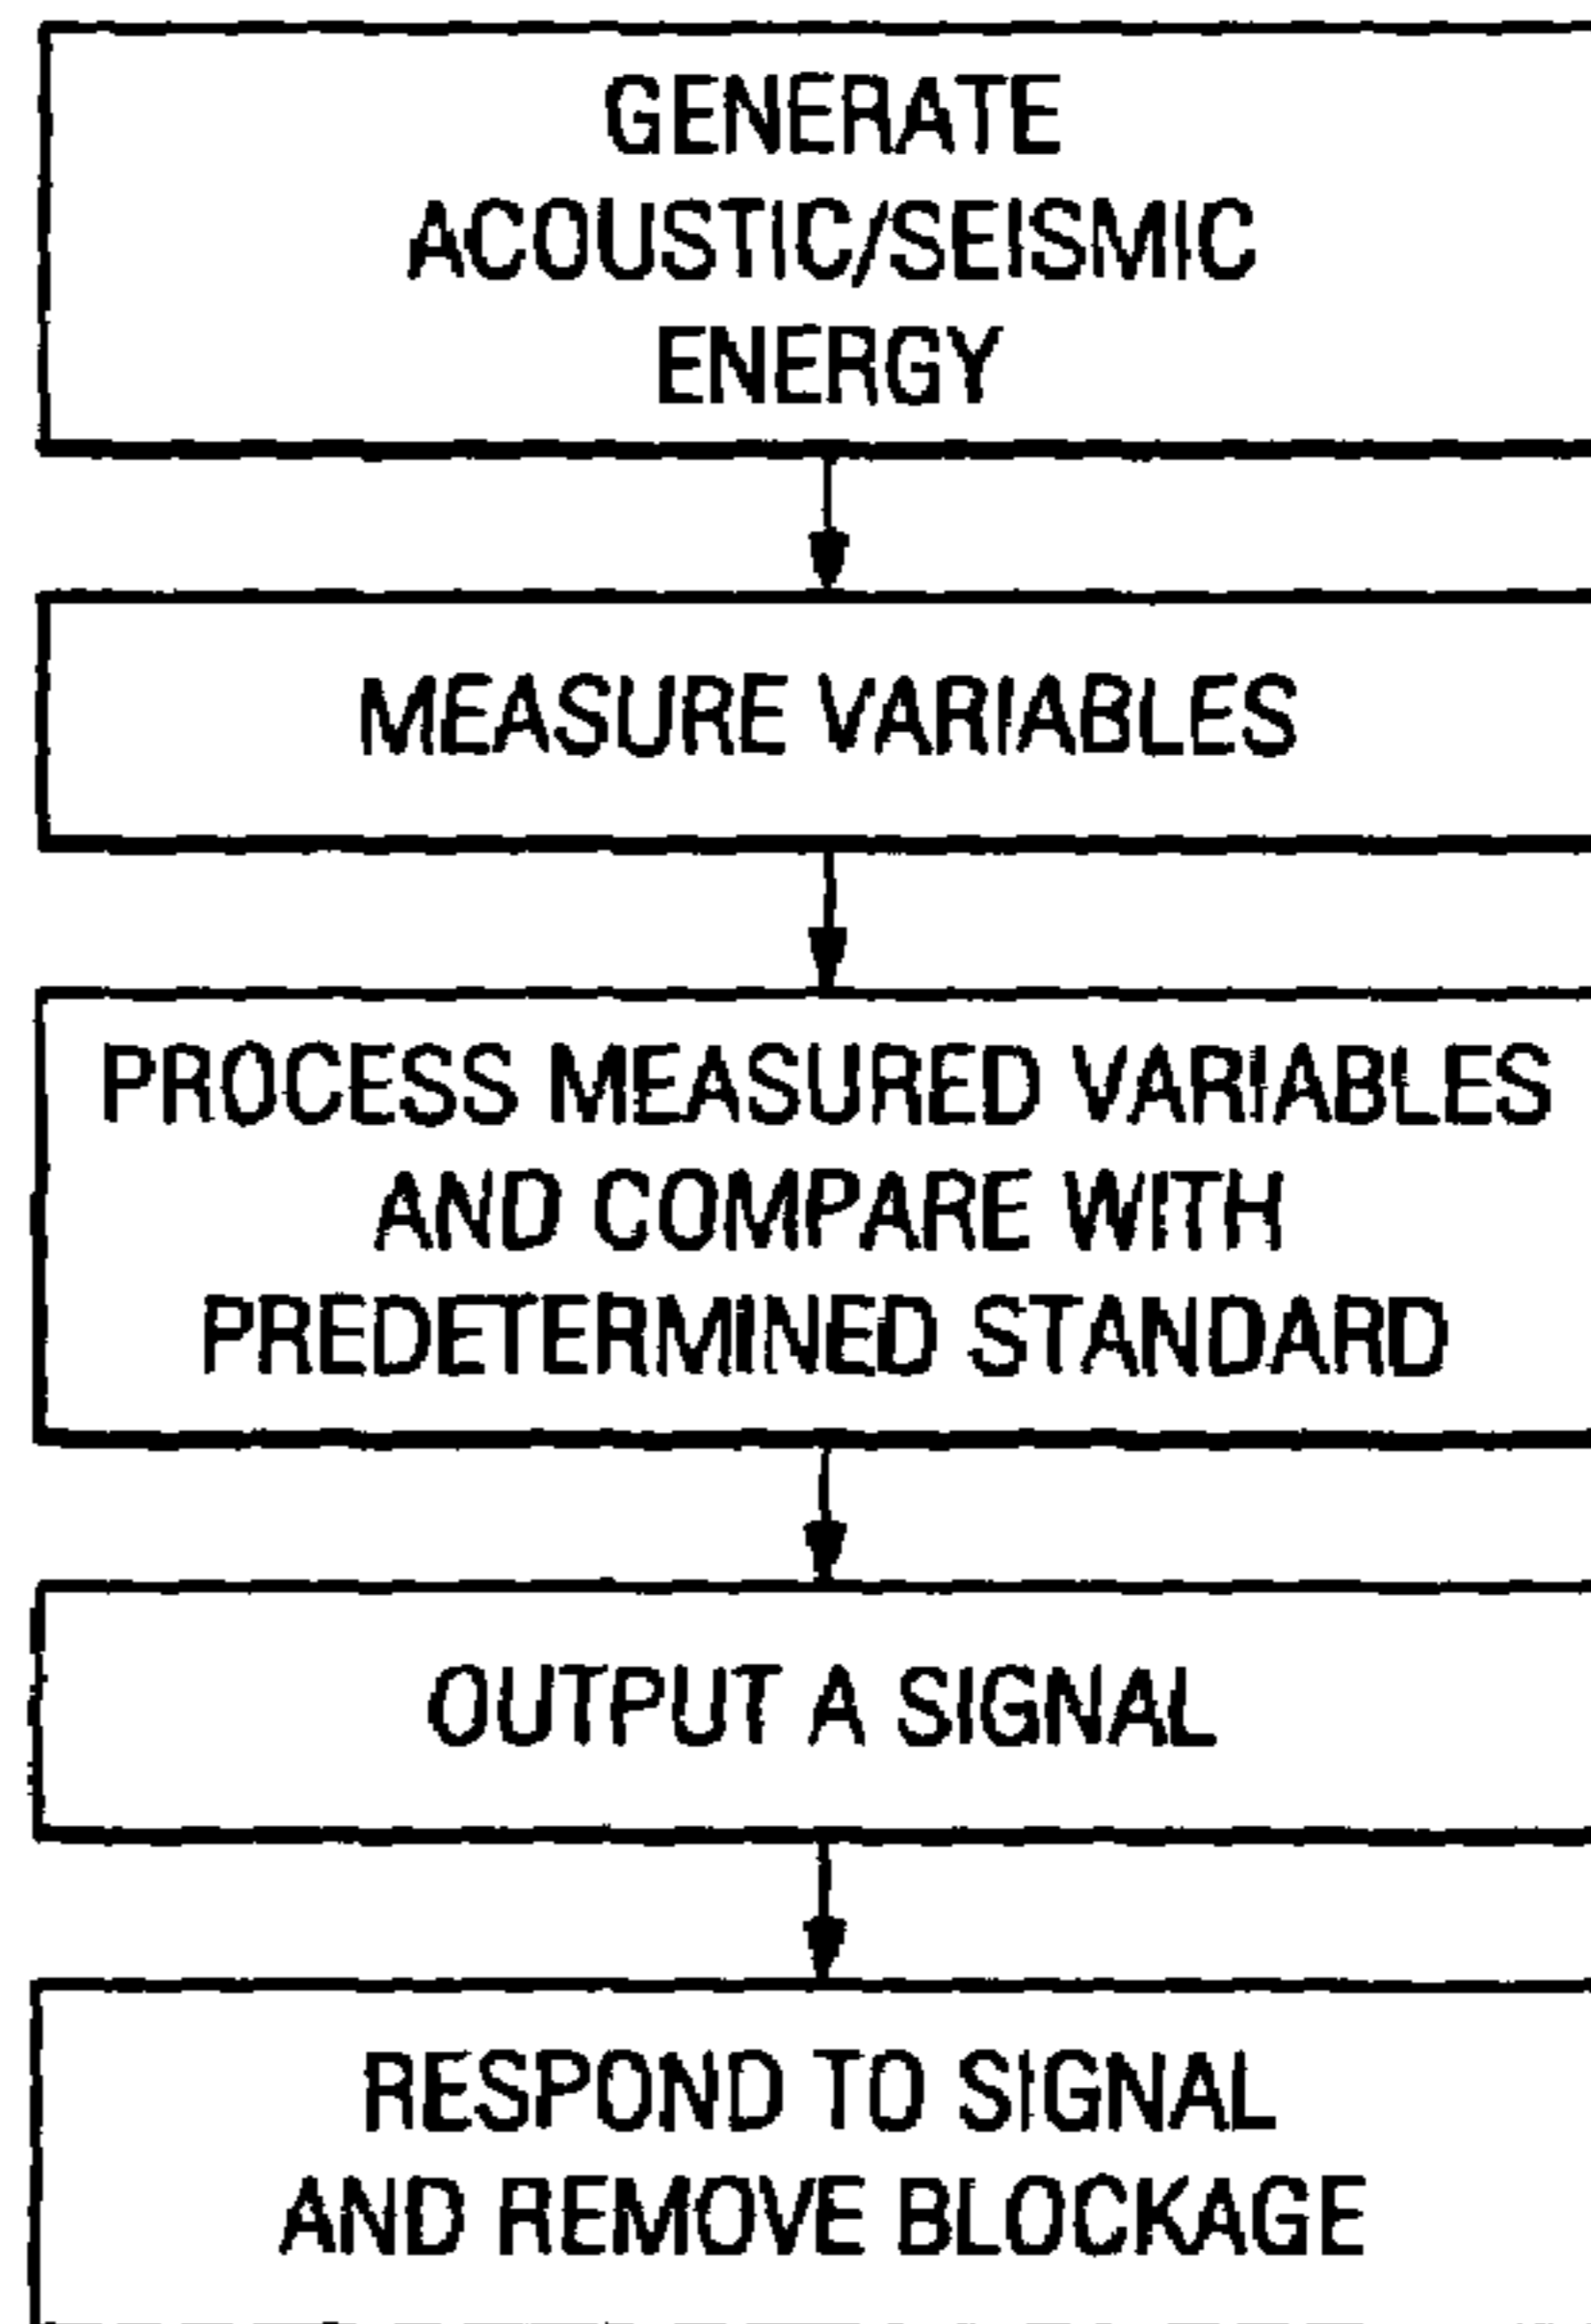 GENERATE
ACOUSTIC/SEISMIC
ENERGY
MEASURE VARIABLES
PROCESS MEASURED VARIABLES
AND COMPARE WITH
PREDETERMINED STANDARD
OUTPUT A SIGNAL
RESPOND TO SIGNAL
AND REMOVE BLOCKAGE